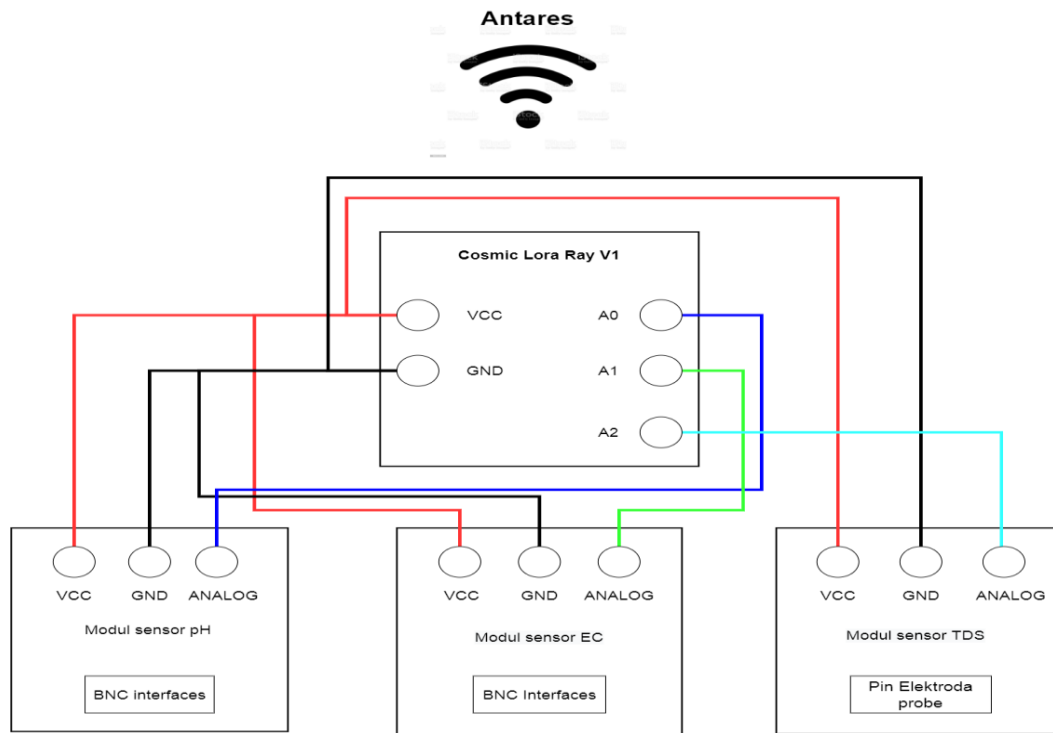 Antares
Cosmic Lora Ray V1
VCC A0
GND A1
A2
VCC GND ANALOG
Modul sensor pH
BNC interfaces
VCC GND ANALOG
Modul sensor EC
BNC Interfaces
VCC GND ANALOG
Modul sensor TDS
Pin Elektroda
probe